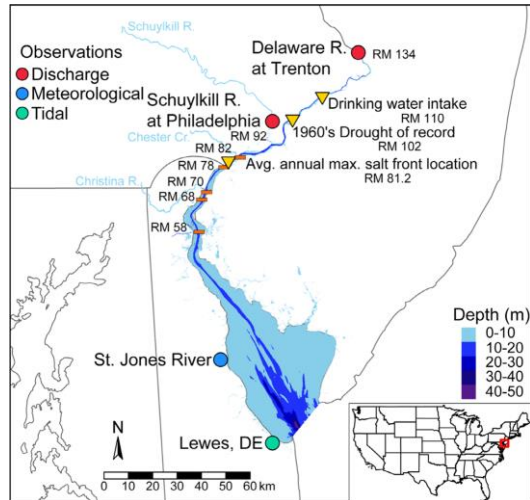 Schuylkill R.
Observations
Discharge
Meteorological
Tidal
Delaware R.
at Trenton
RM 134
Schuylkill R.
at Philadelphia
RM 92
Drinking water intake
RM 110
1960's Drought of record
RM 102
Chester Cr.
RM 82
RM 78
Avg. annual max. salt front location
RM 81.2
Christina R.
RM 70
RM 68
RM 58
Depth (m)
0-10
10-20
20-30
30-40
40-50
St. Jones River
N
Lewes, DE
0 10 20 30 40 50 60 km